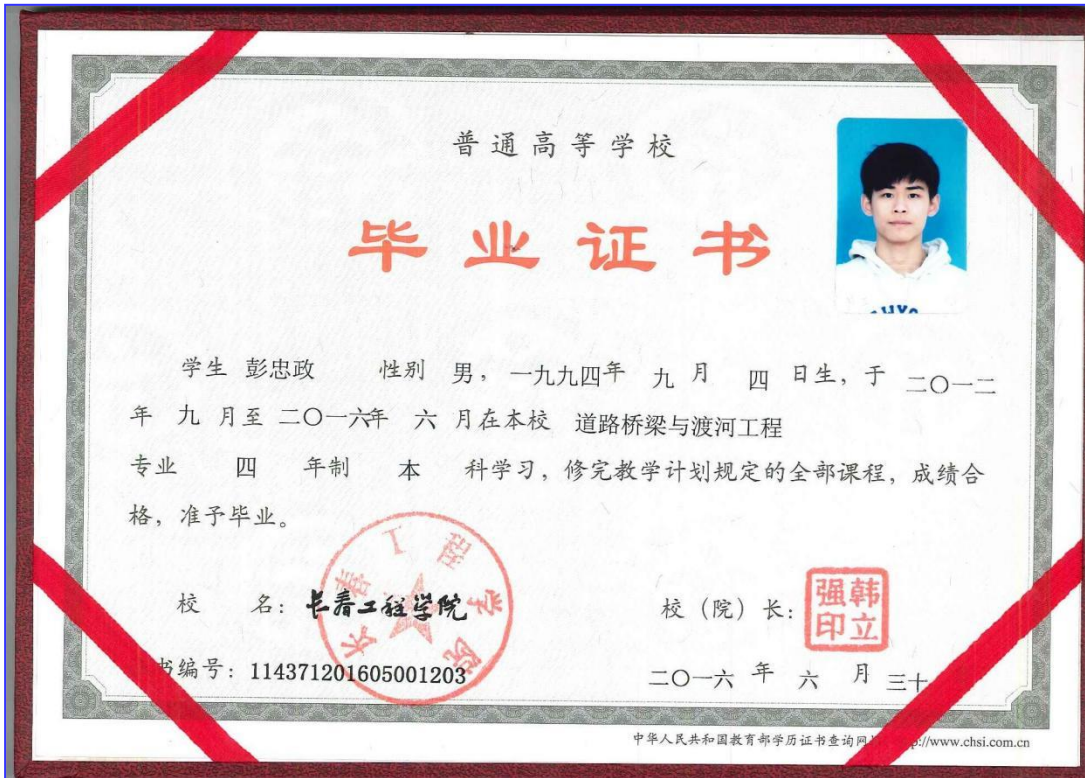 普通高等学校
毕业证书
学生 彭忠政 性别 男，一九九四年 九 月 四 日生，于 二〇一二
年 九 月至 二〇一六年 六 月在本校 道路桥梁与渡河工程
专业 四 年制 本 科学习，修完教学计划规定的全部课程，成绩合
格，准予毕业。
校 名：长春工程学院
校（院）长：
韩立强印
长春工程学院
书编号：114371201605001203
二〇一六 年 六 月 三十
中华人民共和国教育部学历证书查询网 http://www.chsi.com.cn